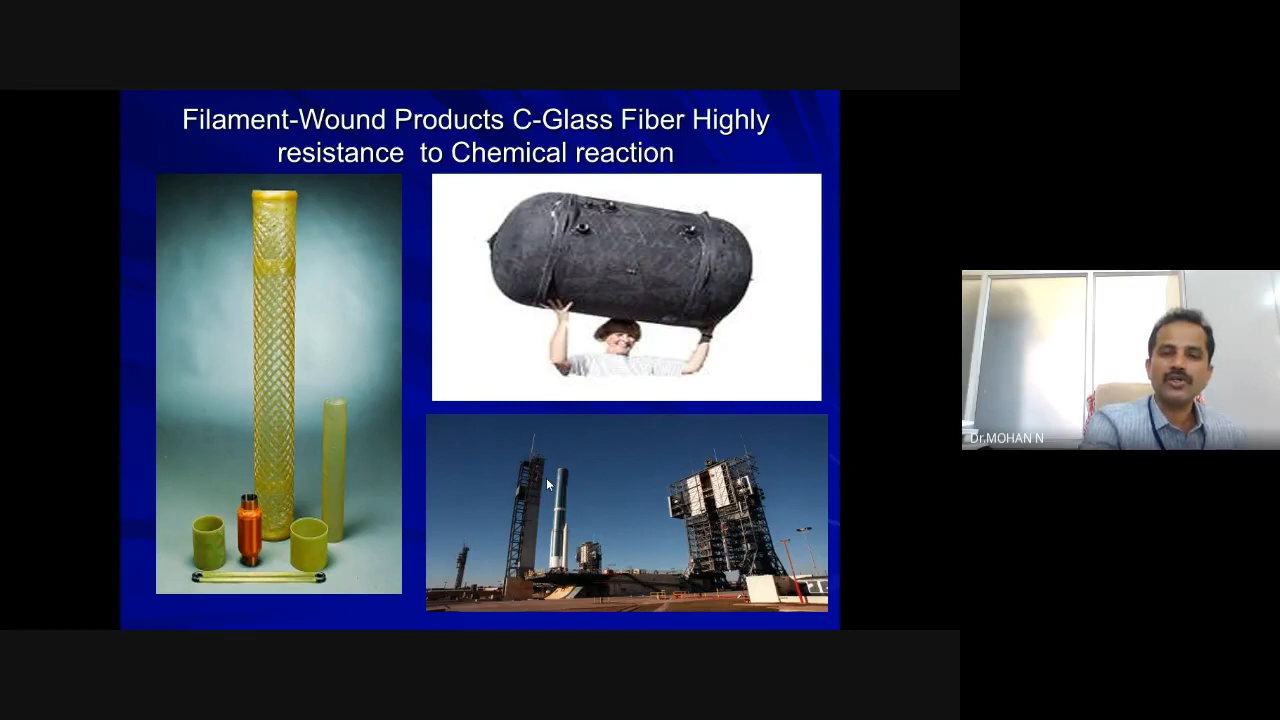 Filament-Wound Products C-Glass Fiber Highly
resistance to Chemical reaction
Dr.MOHAN N